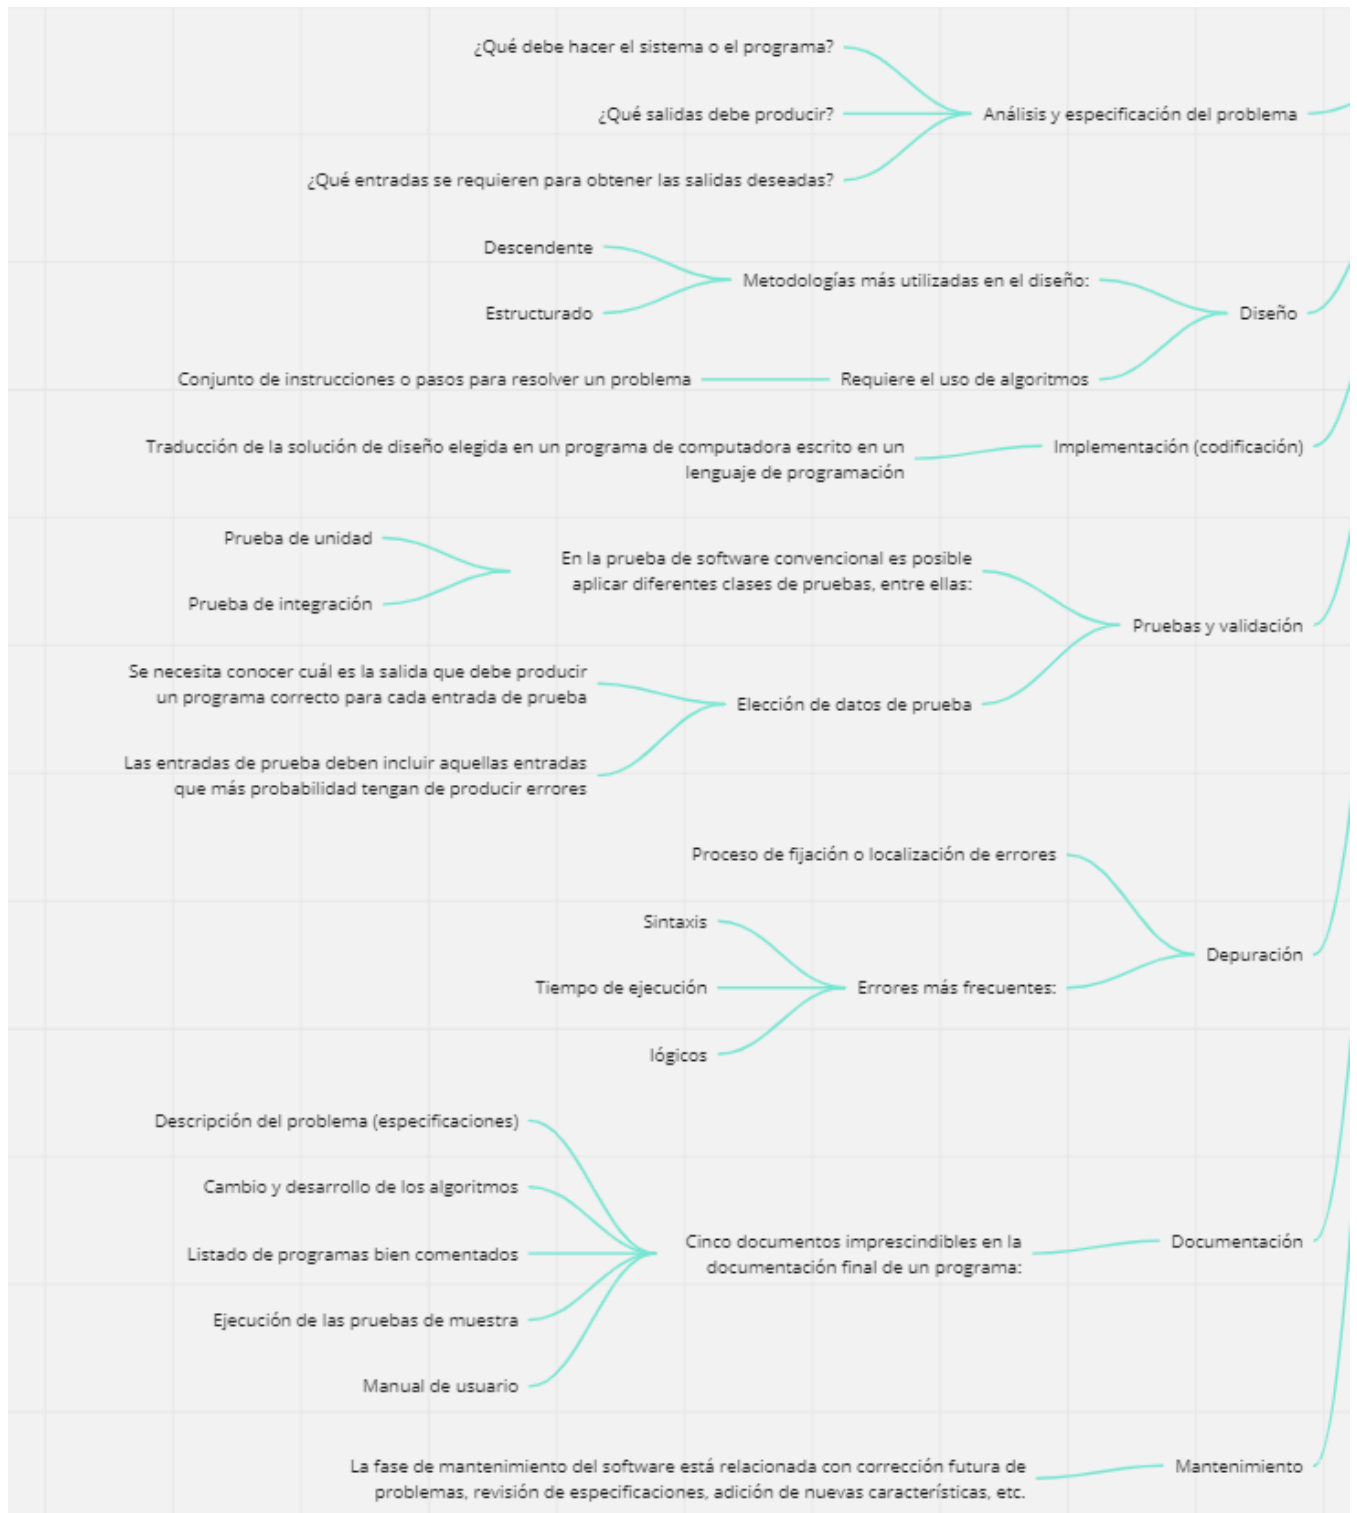 ¿Qué debe hacer el sistema o el programa?
¿Qué salidas debe producir?
Análisis y especificación del problema
¿Qué entradas se requieren para obtener las salidas deseadas?
Descendente
Metodologías más utilizadas en el diseño:
Estructurado
Diseño
Conjunto de instrucciones o pasos para resolver un problema
Requiere el uso de algoritmos
Traducción de la solución de diseño elegida en un programa de computadora escrito en un
lenguaje de programación
Implementación (codificación)
Prueba de unidad
En la prueba de software convencional es posible
aplicar diferentes clases de pruebas, entre ellas:
Prueba de integración
Pruebas y validación
Se necesita conocer cuál es la salida que debe producir
un programa correcto para cada entrada de prueba
Elección de datos de prueba
Las entradas de prueba deben incluir aquellas entradas
que más probabilidad tengan de producir errores
Proceso de fijación o localización de errores
Sintaxis
Depuración
Tiempo de ejecución
Errores más frecuentes:
lógicos
Descripción del problema (especificaciones)
Cambio y desarrollo de los algoritmos
Listado de programas bien comentados
Cinco documentos imprescindibles en la
documentación final de un programa:
Documentación
Ejecución de las pruebas de muestra
Manual de usuario
La fase de mantenimiento del software está relacionada con corrección futura de
problemas, revisión de especificaciones, adición de nuevas características, etc.
Mantenimiento